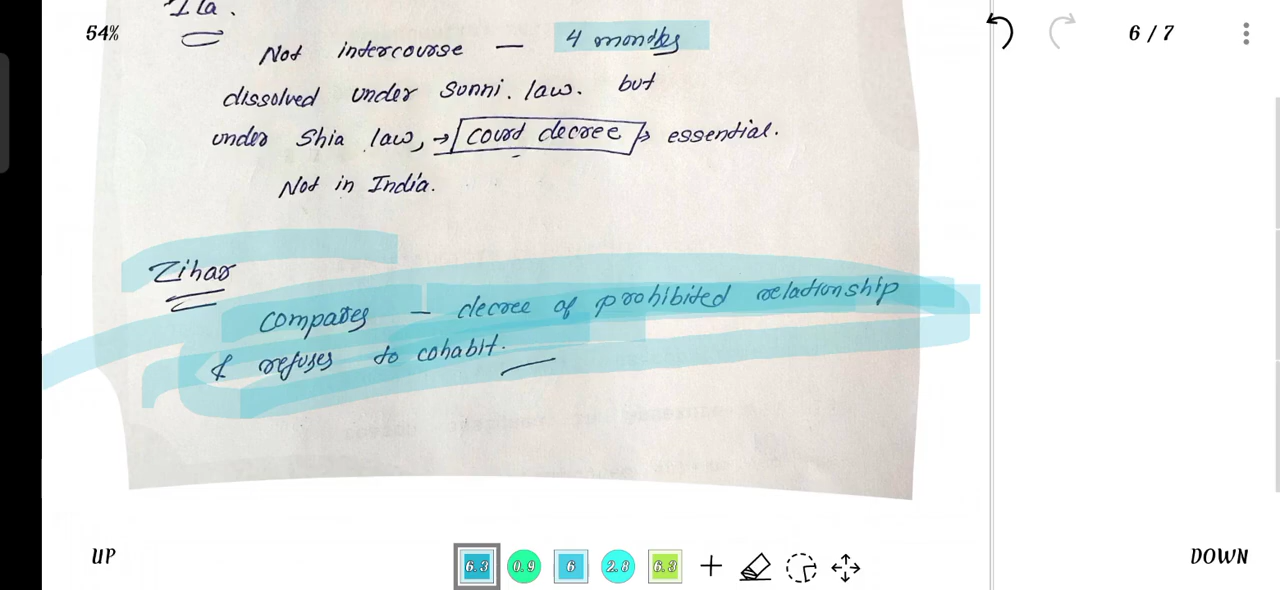 Ila.
54%
6 / 7
Not intercourse — 4 months
dissolved under Sunni. law. but
under Shia law, → court decree → essential.
Not in India.
Zihar
compares — decree of prohibited relationship
& refuses to cohabit.
UP
6.3 0.9 6 2.8 6.3
DOWN